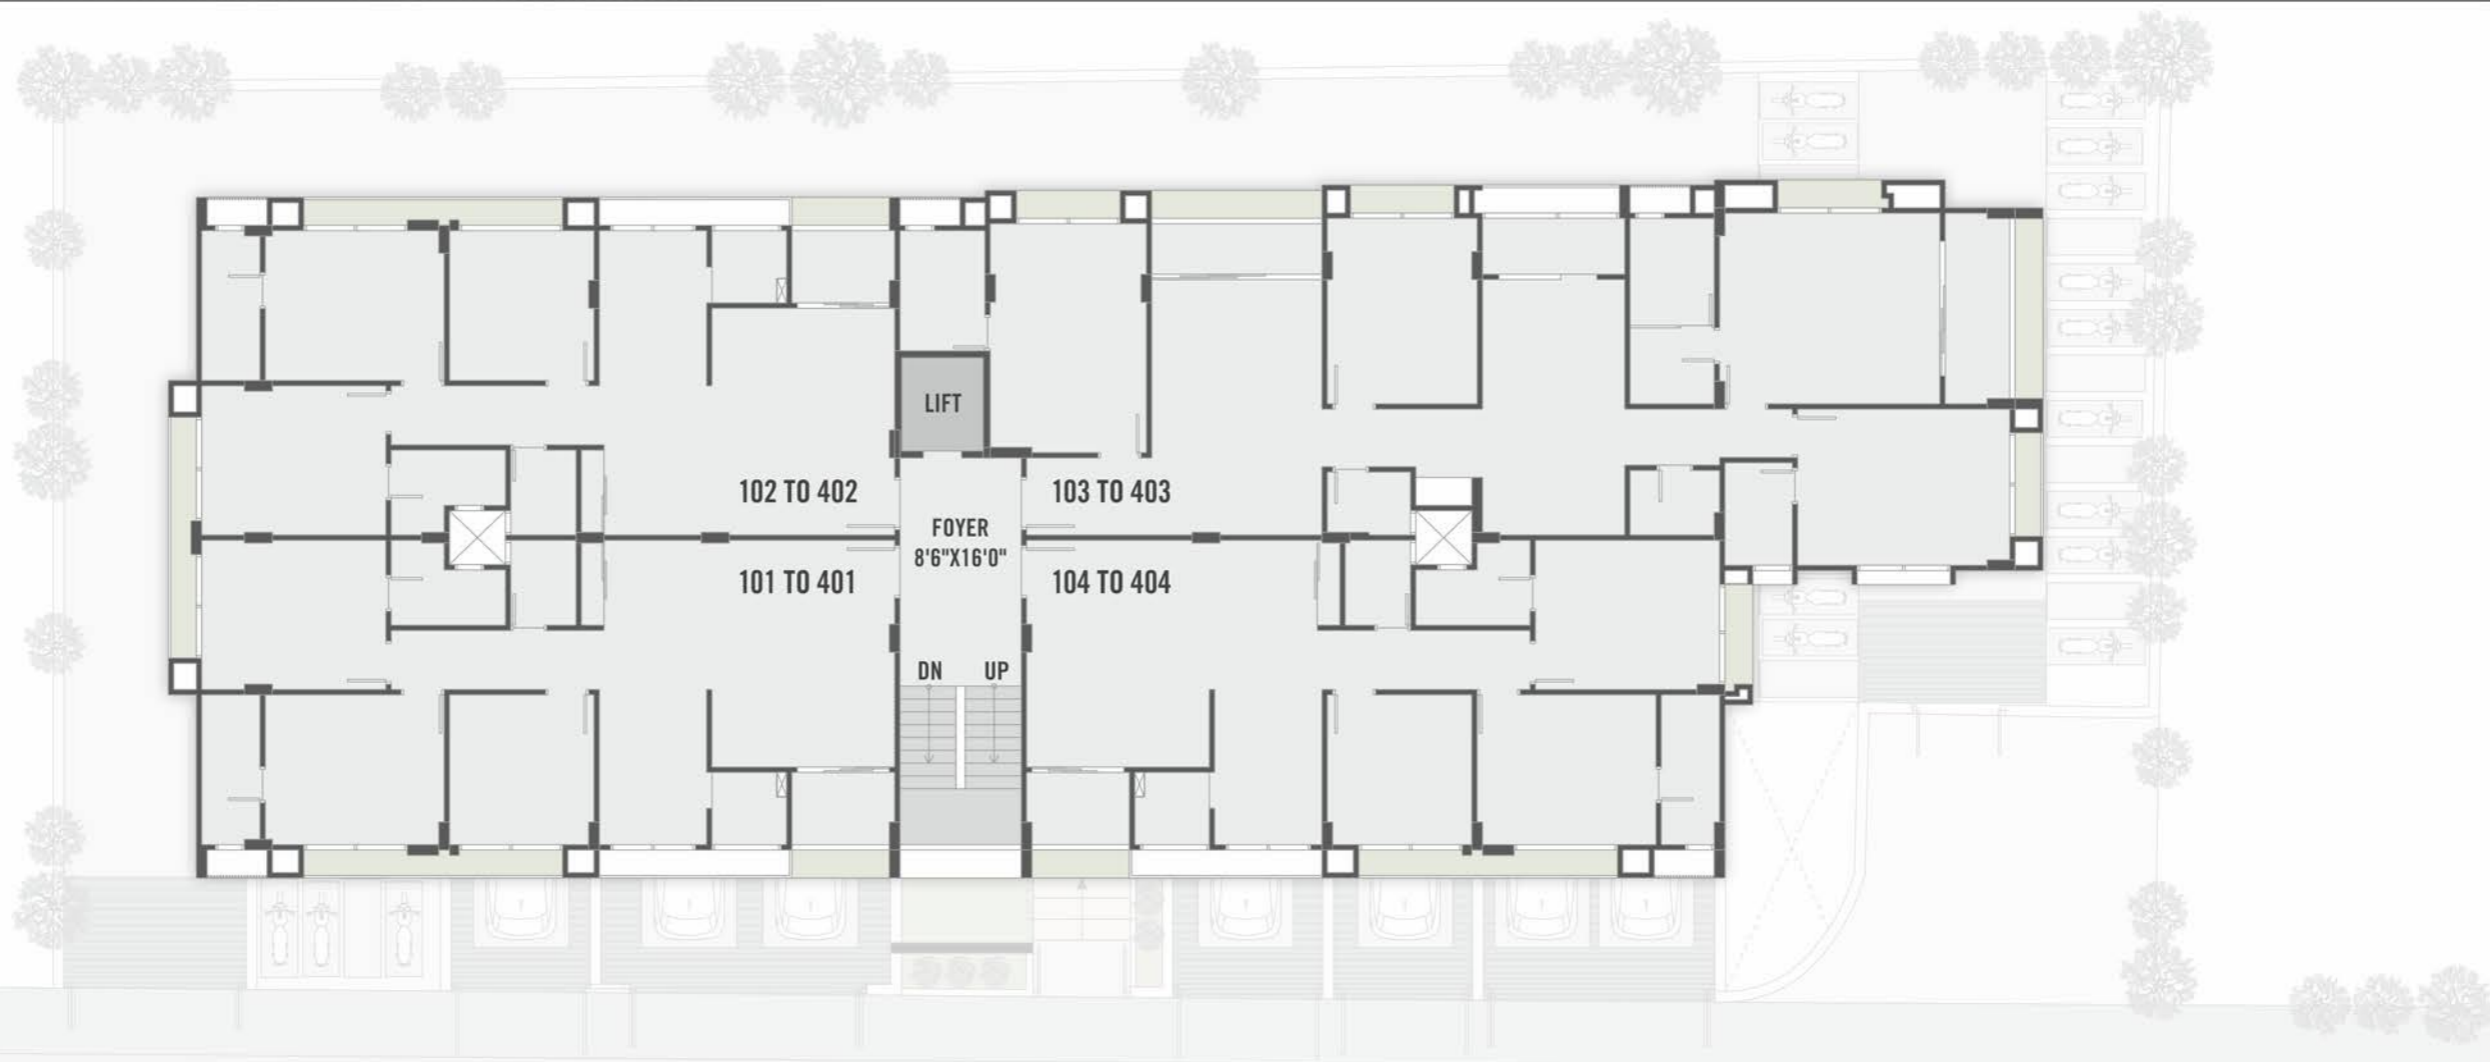 LIFT
102 TO 402
103 TO 403
FOYER
8'6"X16'0"
101 TO 401
104 TO 404
DN
UP